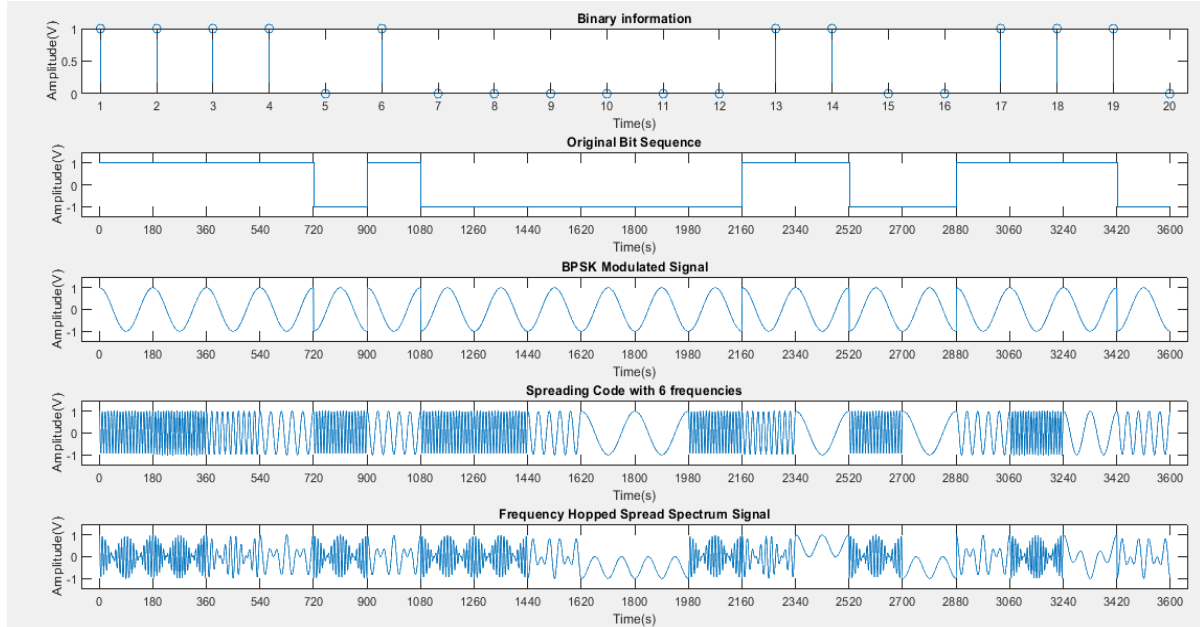 Binary information
Amplitude(V)
1
0.5
0
1 2 3 4 5 6 7 8 9 10 11 12 13 14 15 16 17 18 19 20
Time(s)
Original Bit Sequence
Amplitude(V)
1
0
-1
0 180 360 540 720 900 1080 1260 1440 1620 1800 1980 2160 2340 2520 2700 2880 3060 3240 3420 3600
Time(s)
BPSK Modulated Signal
Amplitude(V)
1
0
-1
0 180 360 540 720 900 1080 1260 1440 1620 1800 1980 2160 2340 2520 2700 2880 3060 3240 3420 3600
Time(s)
Spreading Code with 6 frequencies
Amplitude(V)
1
0
-1
0 180 360 540 720 900 1080 1260 1440 1620 1800 1980 2160 2340 2520 2700 2880 3060 3240 3420 3600
Time(s)
Frequency Hopped Spread Spectrum Signal
Amplitude(V)
1
0
-1
0 180 360 540 720 900 1080 1260 1440 1620 1800 1980 2160 2340 2520 2700 2880 3060 3240 3420 3600
Time(s)